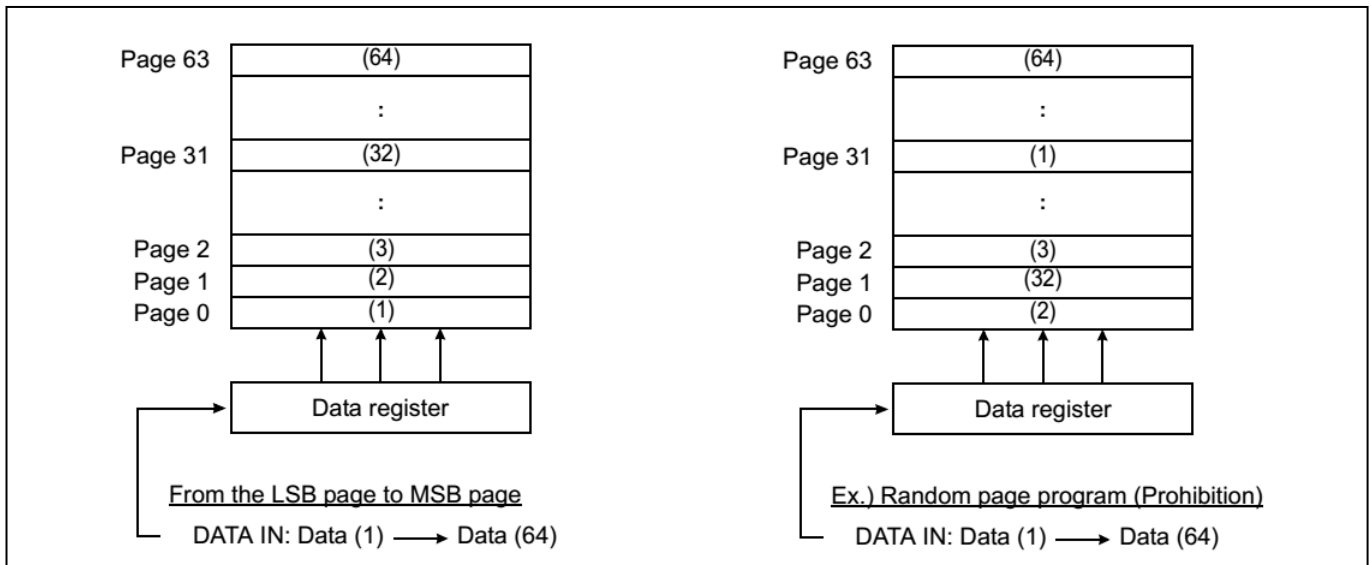 Page 63 (64)
:
Page 31 (32)
:
Page 2 (3)
Page 1 (2)
Page 0 (1)
Data register
From the LSB page to MSB page
DATA IN: Data (1) Data (64)
Page 63 (64)
:
Page 31 (1)
:
Page 2 (3)
Page 1 (32)
Page 0 (2)
Data register
Ex.) Random page program (Prohibition)
DATA IN: Data (1) Data (64)